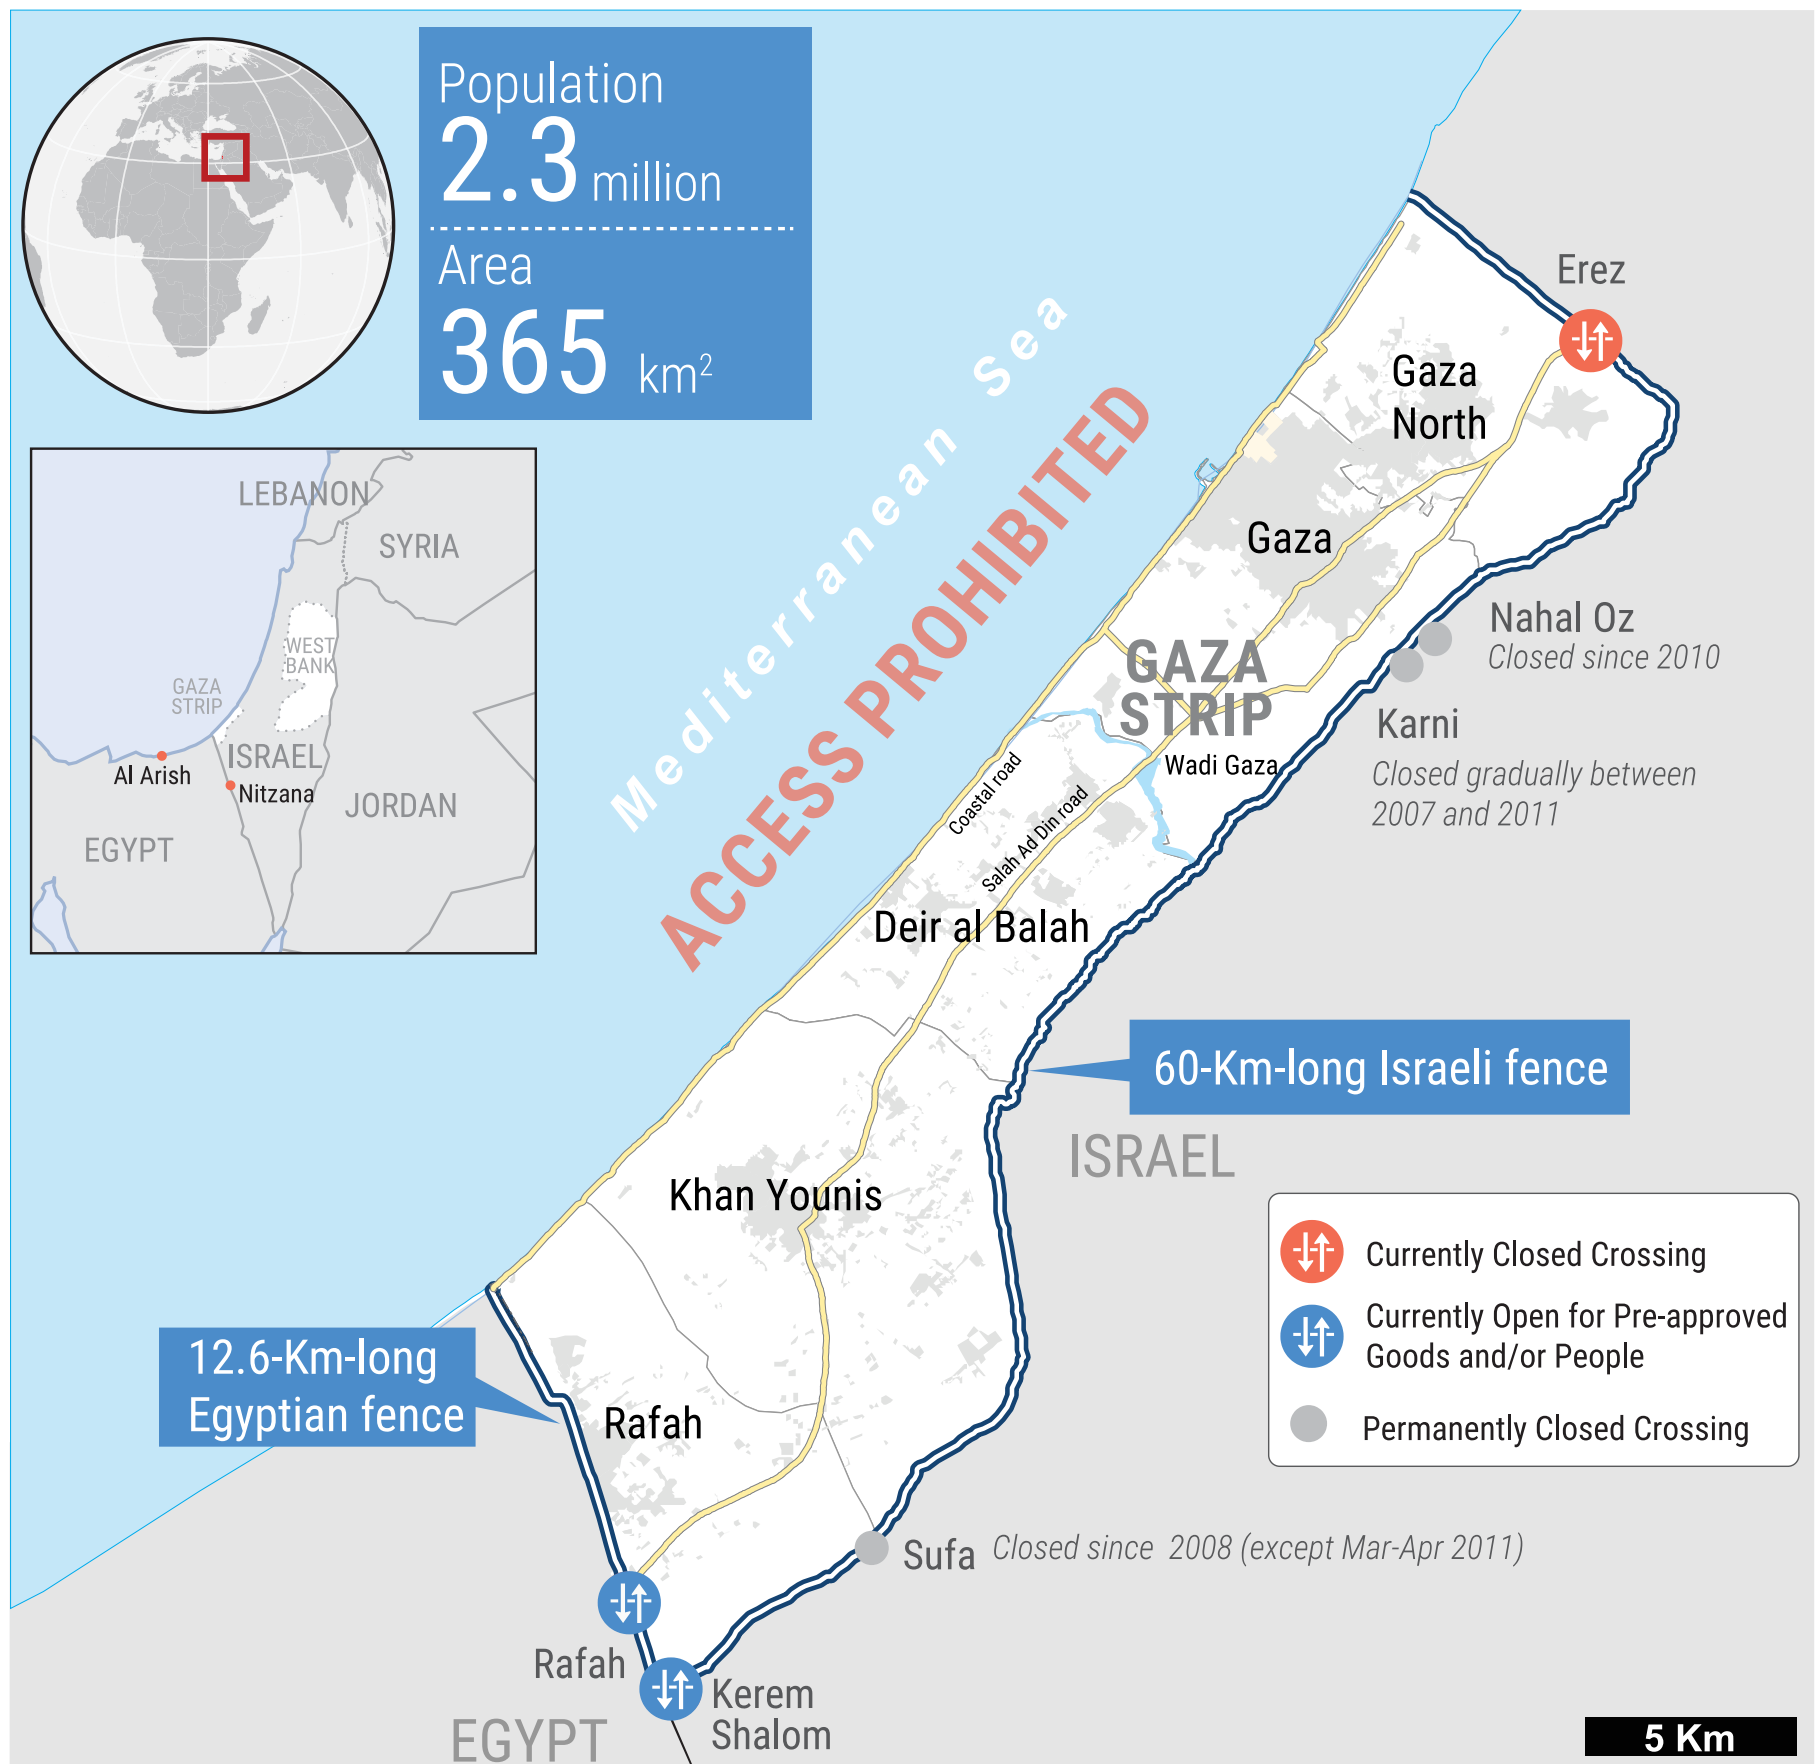 Population
2.3 million
Area
365 km²
LEBANON
SYRIA
WEST
BANK
GAZA
STRIP
ISRAEL
Al Arish
Nitzana
JORDAN
EGYPT
Mediterranean Sea
ACCESS PROHIBITED
Erez
Gaza
North
Gaza
Nahal Oz
Closed since 2010
GAZA
STRIP
Karni
Closed gradually between
2007 and 2011
Wadi Gaza
Coastal road
Salah Ad Din road
Deir al Balah
60-Km-long Israeli fence
ISRAEL
Khan Younis
12.6-Km-long
Egyptian fence
Rafah
Sufa Closed since 2008 (except Mar-Apr 2011)
Rafah
Kerem
Shalom
EGYPT
Currently Closed Crossing
Currently Open for Pre-approved
Goods and/or People
Permanently Closed Crossing
5 Km